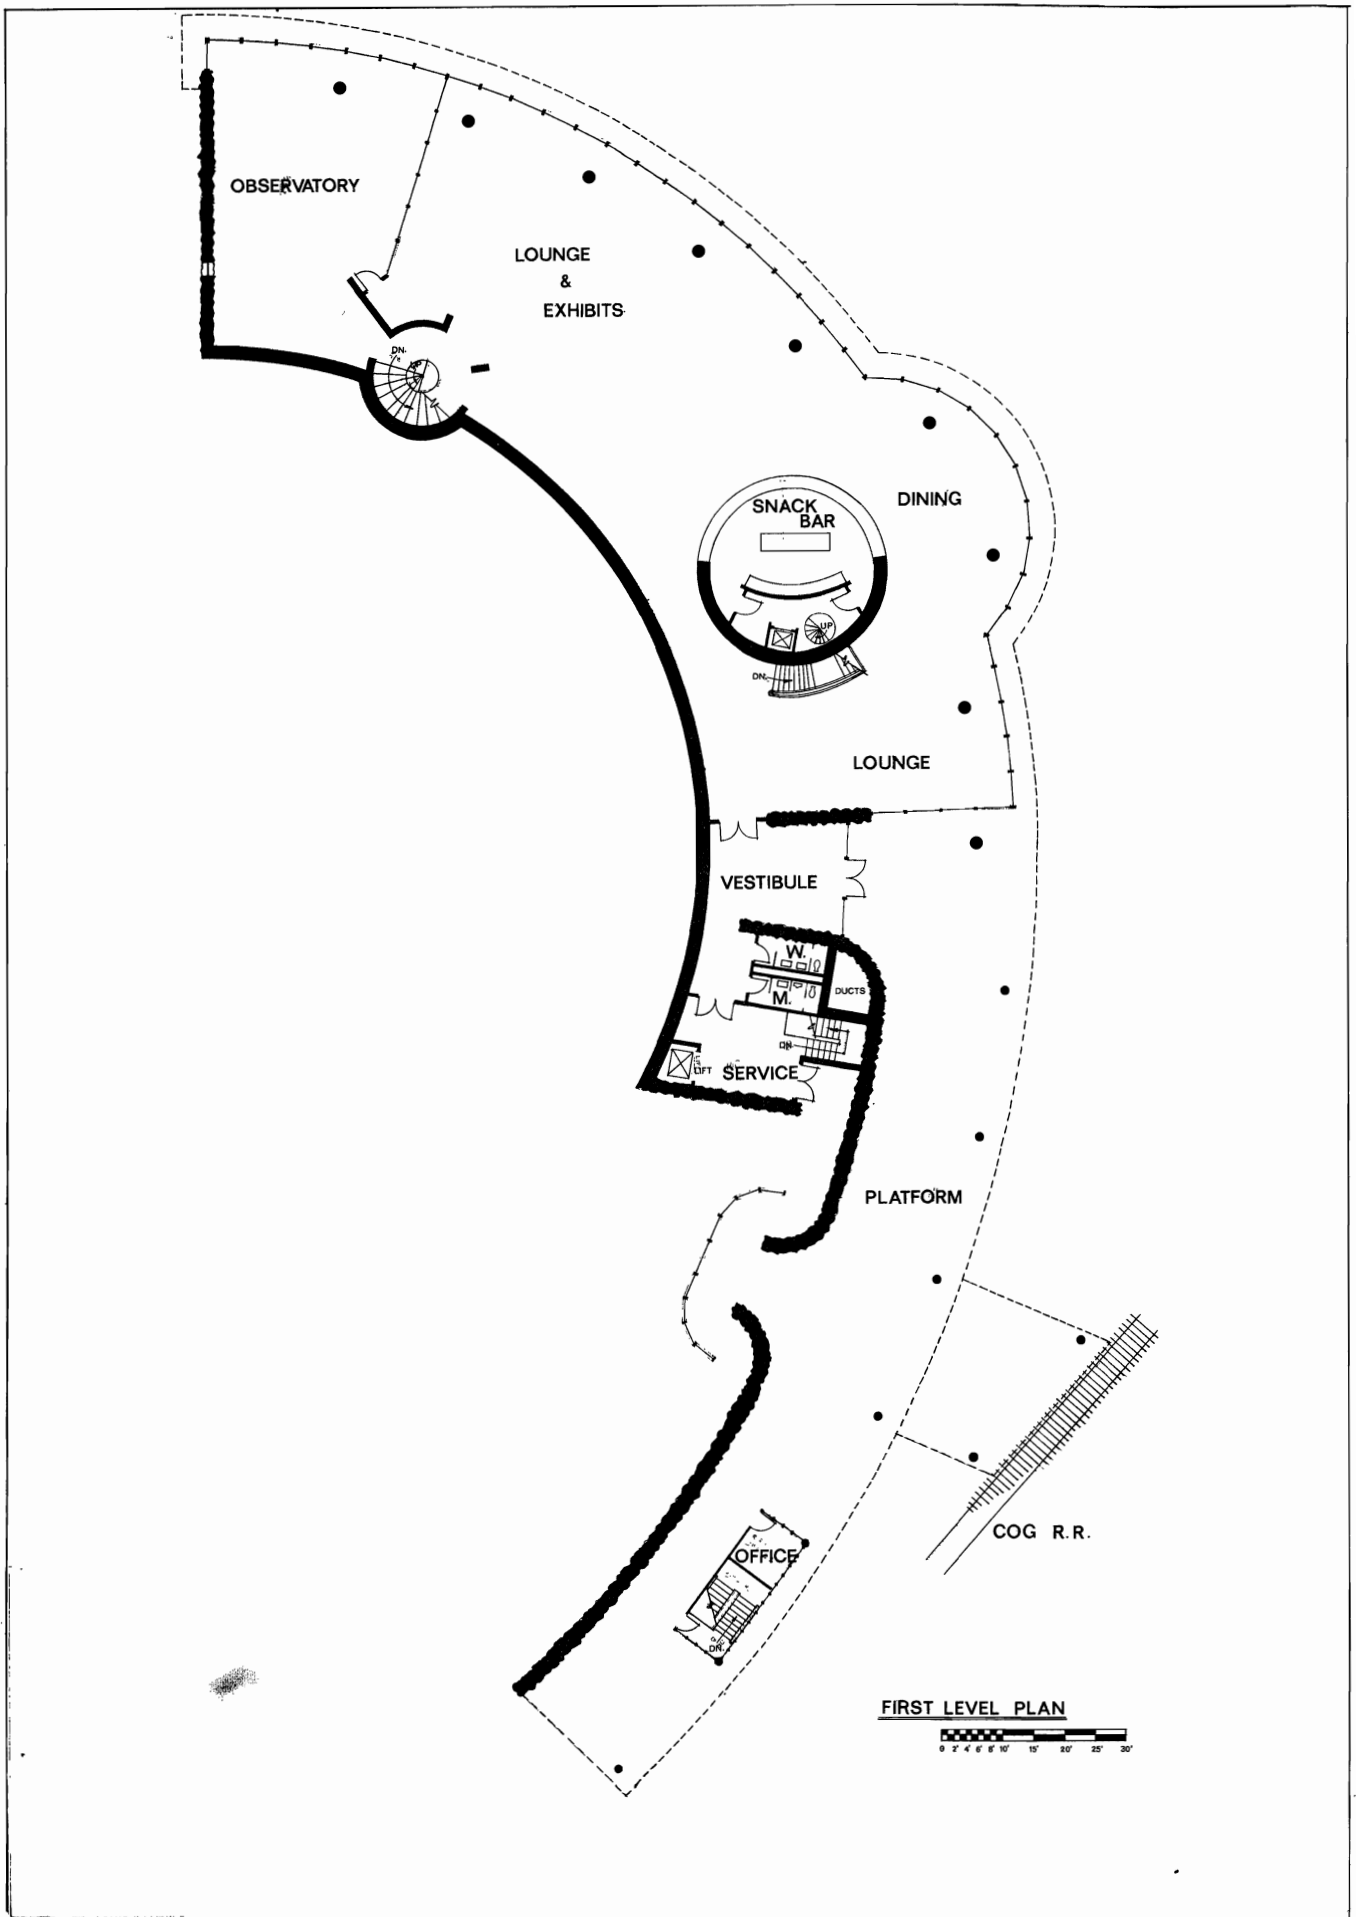 OBSERVATORY
LOUNGE
&
EXHIBITS
DN.
UP
SNACK
BAR
DINING
UP
DN.
LOUNGE
VESTIBULE
W.
M.
DUCTS
DN.
LIFT
SERVICE
PLATFORM
COG R.R.
OFFICE
DN.
FIRST LEVEL PLAN
0 2' 4' 6' 8' 10' 15' 20' 25' 30'